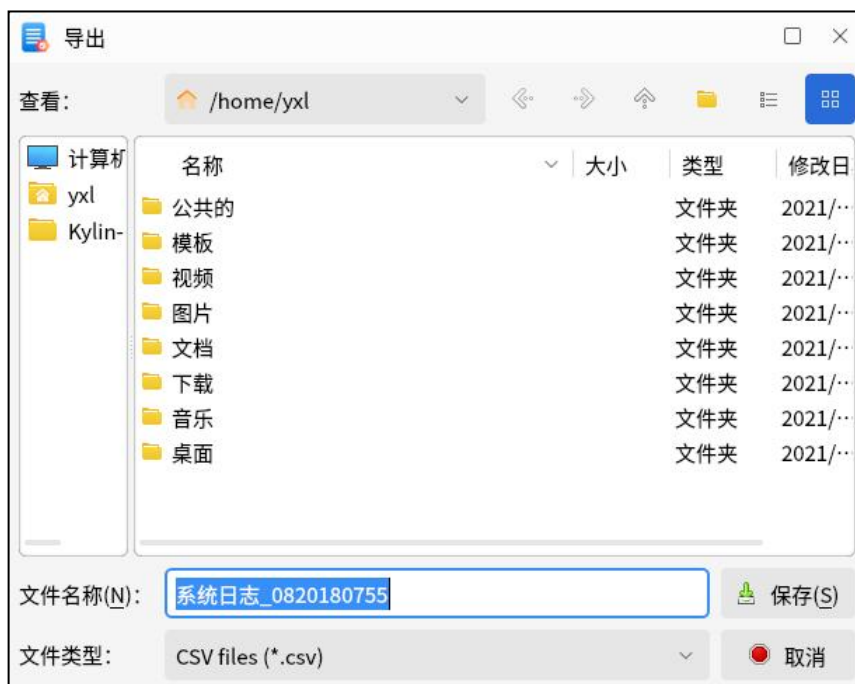 导出
查看: /home/yxl
计算机
yxl
Kylin-
名称 大小 类型 修改日
公共的 文件夹 2021/···
模板 文件夹 2021/···
视频 文件夹 2021/···
图片 文件夹 2021/···
文档 文件夹 2021/···
下载 文件夹 2021/···
音乐 文件夹 2021/···
桌面 文件夹 2021/···
文件名称(N): 系统日志_0820180755 保存(S)
文件类型: CSV files (*.csv) 取消